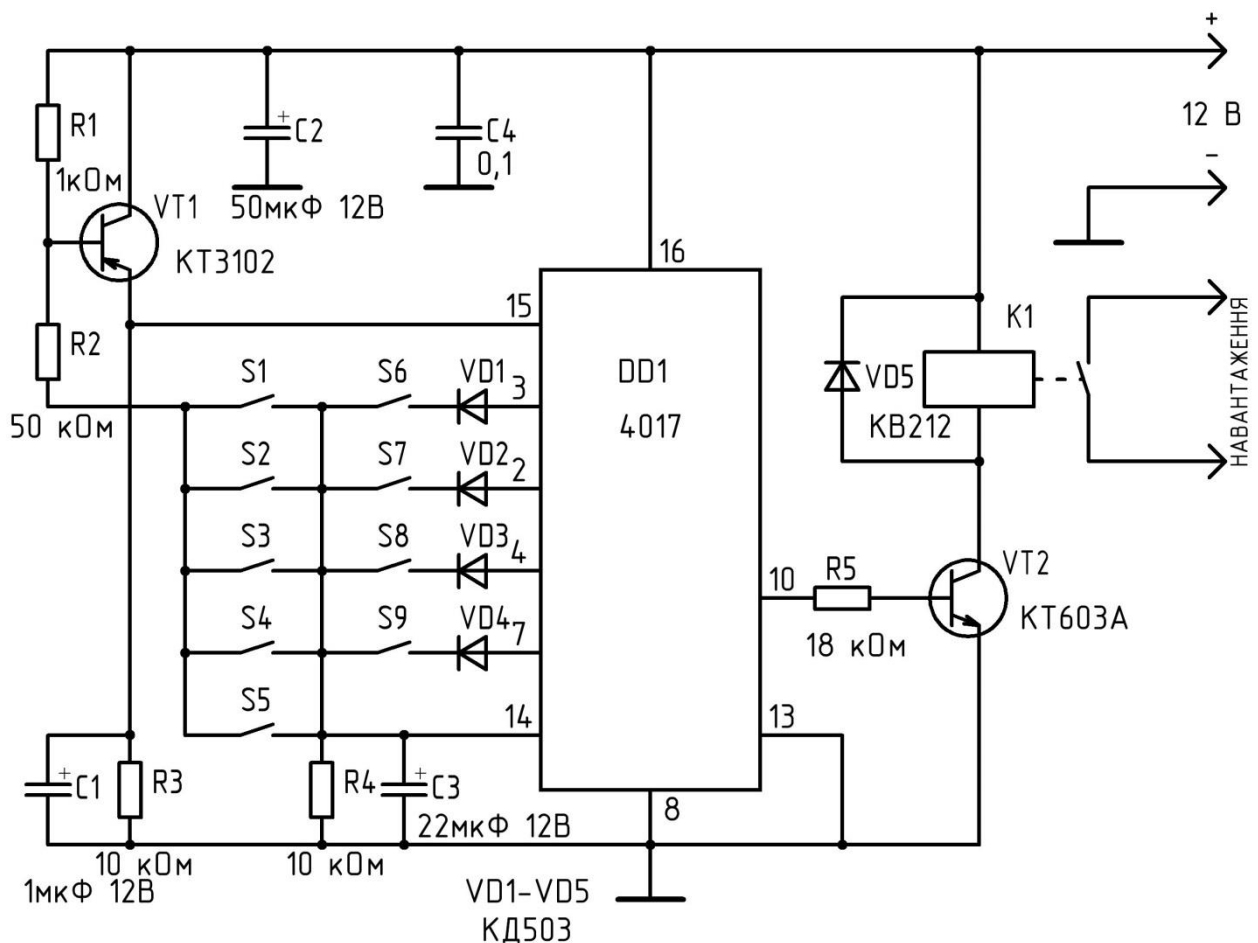 +
12 В
-
R1
1кОм
VT1
КТ3102
+
C2
50мкФ 12В
C4
0,1
16
15
R2
50 кОм
S1
S6
VD1
3
DD1
4017
K1
VD5
КВ212
НАВАНТАЖЕННЯ
S2
S7
VD2
2
S3
S8
VD3
4
10
R5
18 кОм
VT2
КТ603А
S4
S9
VD4
7
S5
14
13
+
C1
R3
R4
+
C3
8
22мкФ 12В
10 кОм
10 кОм
1мкФ 12В
VD1-VD5
КД503